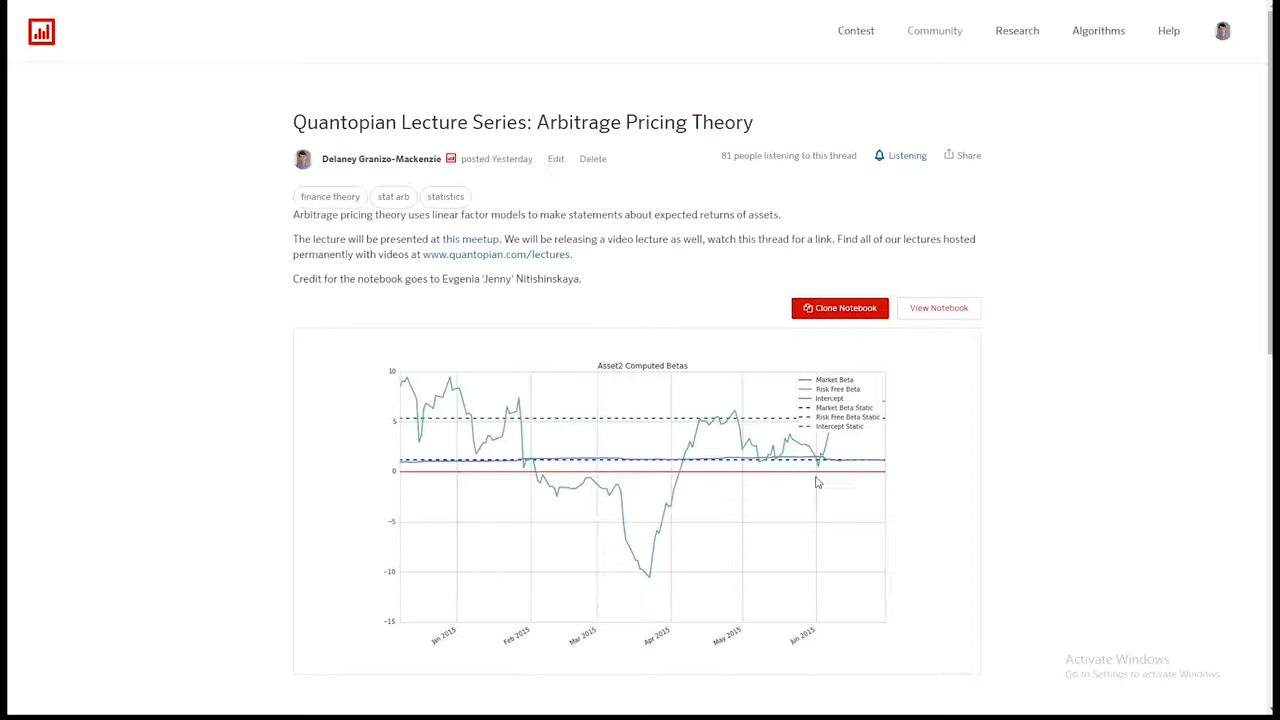 Contest Community Research Algorithms Help
Quantopian Lecture Series: Arbitrage Pricing Theory
Delaney Granizo-Mackenzie posted Yesterday Edit Delete
81 people listening to this thread Listening Share
finance theory stat arb statistics
Arbitrage pricing theory uses linear factor models to make statements about expected returns of assets.
The lecture will be presented at this meetup. We will be releasing a video lecture as well, watch this thread for a link. Find all of our lectures hosted
permanently with videos at www.quantopian.com/lectures.
Credit for the notebook goes to Evgenia 'Jenny' Nitishinskaya.
Clone Notebook View Notebook
Asset2 Computed Betas
Market Beta
Risk Free Beta
Intercept
Market Beta Static
Risk Free Beta Static
Intercept Static
10
5
0
−5
−10
−15
Jan 2015 Feb 2015 Mar 2015 Apr 2015 May 2015 Jun 2015
Activate Windows
Go to Settings to activate Windows.